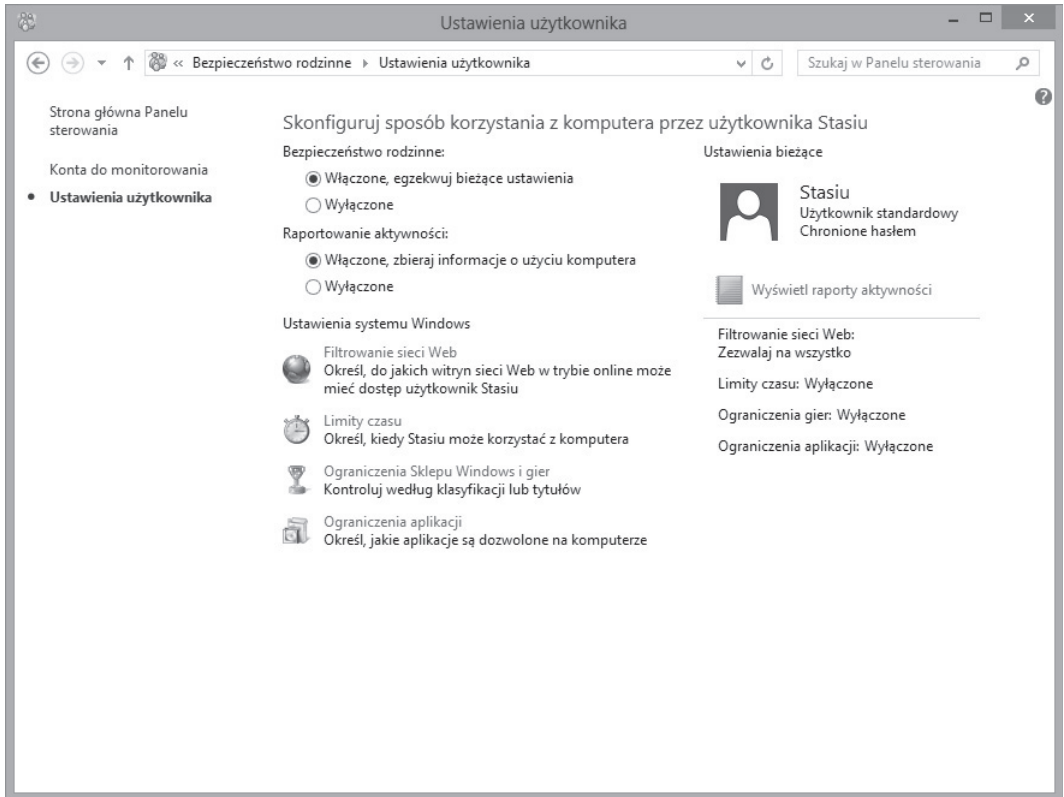 Ustawienia użytkownika
« Bezpieczeństwo rodzinne Ustawienia użytkownika
Szukaj w Panelu sterowania
Strona główna Panelu
sterowania
Konta do monitorowania
• Ustawienia użytkownika
Skonfiguruj sposób korzystania z komputera przez użytkownika Stasiu
Bezpieczeństwo rodzinne:
Włączone, egzekwuj bieżące ustawienia
Wyłączone
Raportowanie aktywności:
Włączone, zbieraj informacje o użyciu komputera
Wyłączone
Ustawienia systemu Windows
Filtrowanie sieci Web
Określ, do jakich witryn sieci Web w trybie online może
mieć dostęp użytkownik Stasiu
Limity czasu
Określ, kiedy Stasiu może korzystać z komputera
Ograniczenia Sklepu Windows i gier
Kontroluj według klasyfikacji lub tytułów
Ograniczenia aplikacji
Określ, jakie aplikacje są dozwolone na komputerze
Ustawienia bieżące
Stasiu
Użytkownik standardowy
Chronione hasłem
Wyświetl raporty aktywności
Filtrowanie sieci Web:
Zezwalaj na wszystko
Limity czasu: Wyłączone
Ograniczenia gier: Wyłączone
Ograniczenia aplikacji: Wyłączone